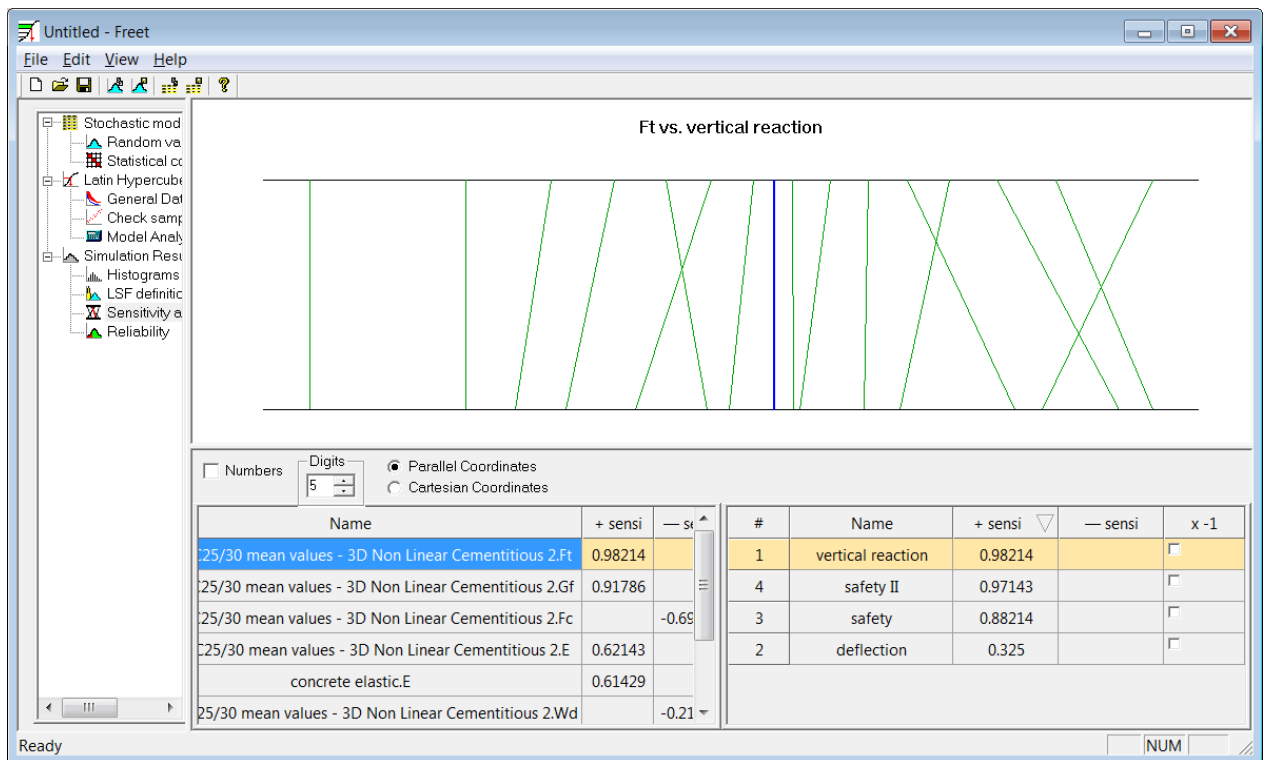 Untitled - Freet
File Edit View Help
Stochastic mod
Random va
Statistical co
Latin Hypercube
General Dat
Check samp
Model Analy
Simulation Resu
Histograms
LSF definitic
Sensitivity a
Reliability
Ft vs. vertical reaction
Numbers
Digits
5
Parallel Coordinates
Cartesian Coordinates
Name + sensi — se
C25/30 mean values - 3D Non Linear Cementitious 2.Ft 0.98214
C25/30 mean values - 3D Non Linear Cementitious 2.Gf 0.91786
C25/30 mean values - 3D Non Linear Cementitious 2.Fc -0.69
C25/30 mean values - 3D Non Linear Cementitious 2.E 0.62143
concrete elastic.E 0.61429
25/30 mean values - 3D Non Linear Cementitious 2.Wd -0.21
# Name + sensi — sensi x -1
1 vertical reaction 0.98214
4 safety II 0.97143
3 safety 0.88214
2 deflection 0.325
Ready
NUM